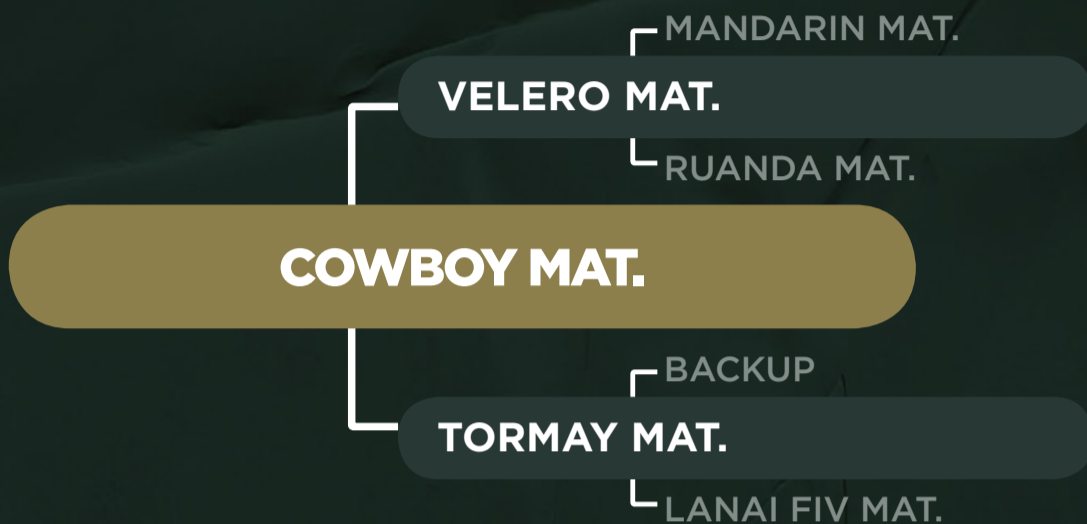 MANDARIN MAT.
VELERO MAT.
RUANDA MAT.
COWBOY MAT.
BACKUP
TORMAY MAT.
LANAI FIV MAT.